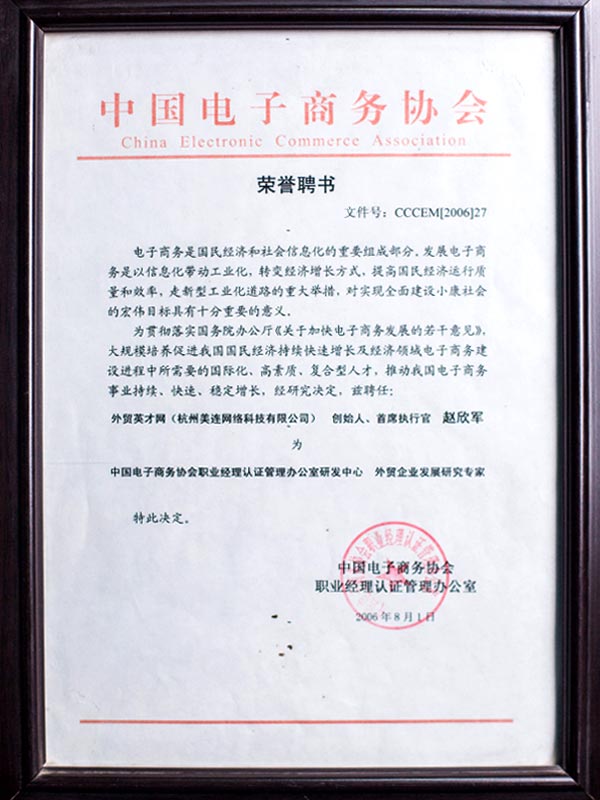 中国电子商务协会
China Electronic Commerce Association
荣誉聘书
文件号：CCCEM[2006]27
电子商务是国民经济和社会信息化的重要组成部分。发展电子商
务是以信息化带动工业化，转变经济增长方式、提高国民经济运行质
量和效率，走新型工业化道路的重大举措，对实现全面建设小康社会
的宏伟目标具有十分重要的意义。
为贯彻落实国务院办公厅《关于加快电子商务发展的若干意见》，
大规模培养促进我国国民经济持续快速增长及经济领域电子商务建
设进程中所需要的国际化、高素质、复合型人才，推动我国电子商务
事业持续、快速、稳定增长，经研究决定，兹聘任：
外贸英才网（杭州美连网络科技有限公司） 创始人、首席执行官 赵欣军
为
中国电子商务协会职业经理认证管理办公室研发中心 外贸企业发展研究专家
特此决定。
中国电子商务协会
职业经理认证管理办公室
2006年8月1日